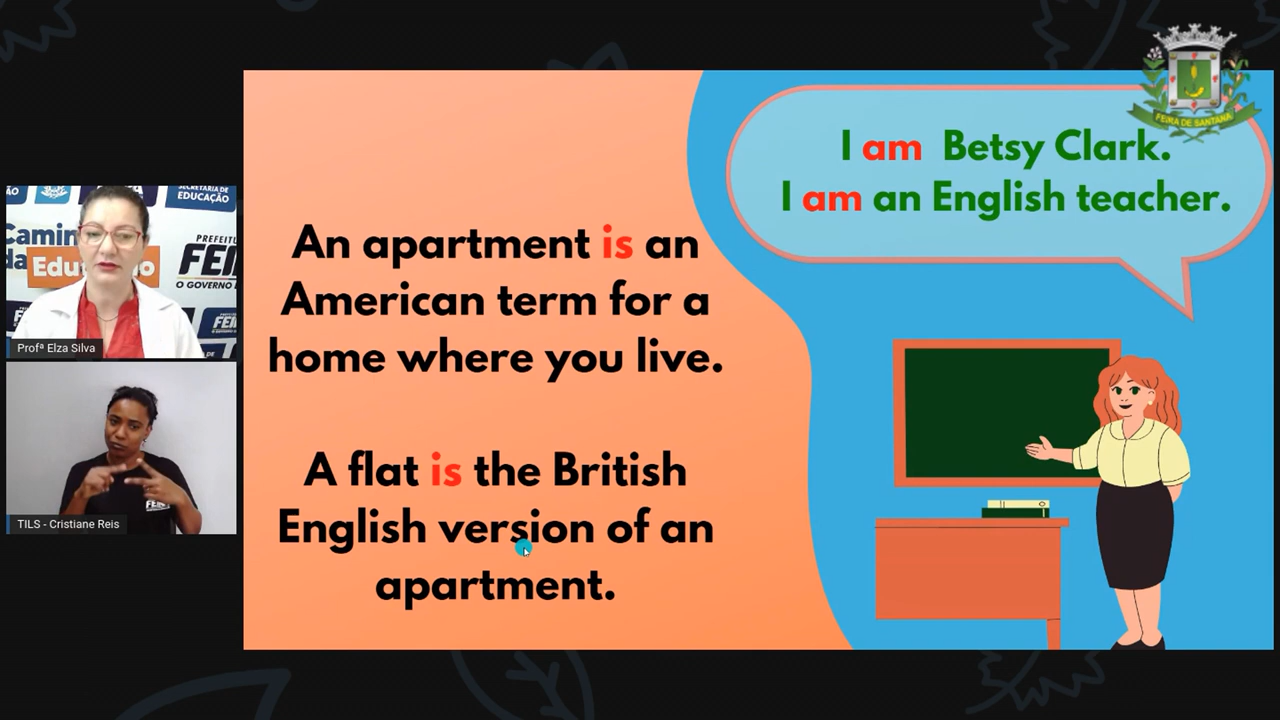 FEIRA DE SANTANA
I am Betsy Clark.
I am an English teacher.
SECRETARIA DE
EDUCAÇÃO
PREFEITU
O GOVERNO D
Profª Elza Silva
An apartment is an
American term for a
home where you live.
A flat is the British
English version of an
apartment.
TILS - Cristiane Reis